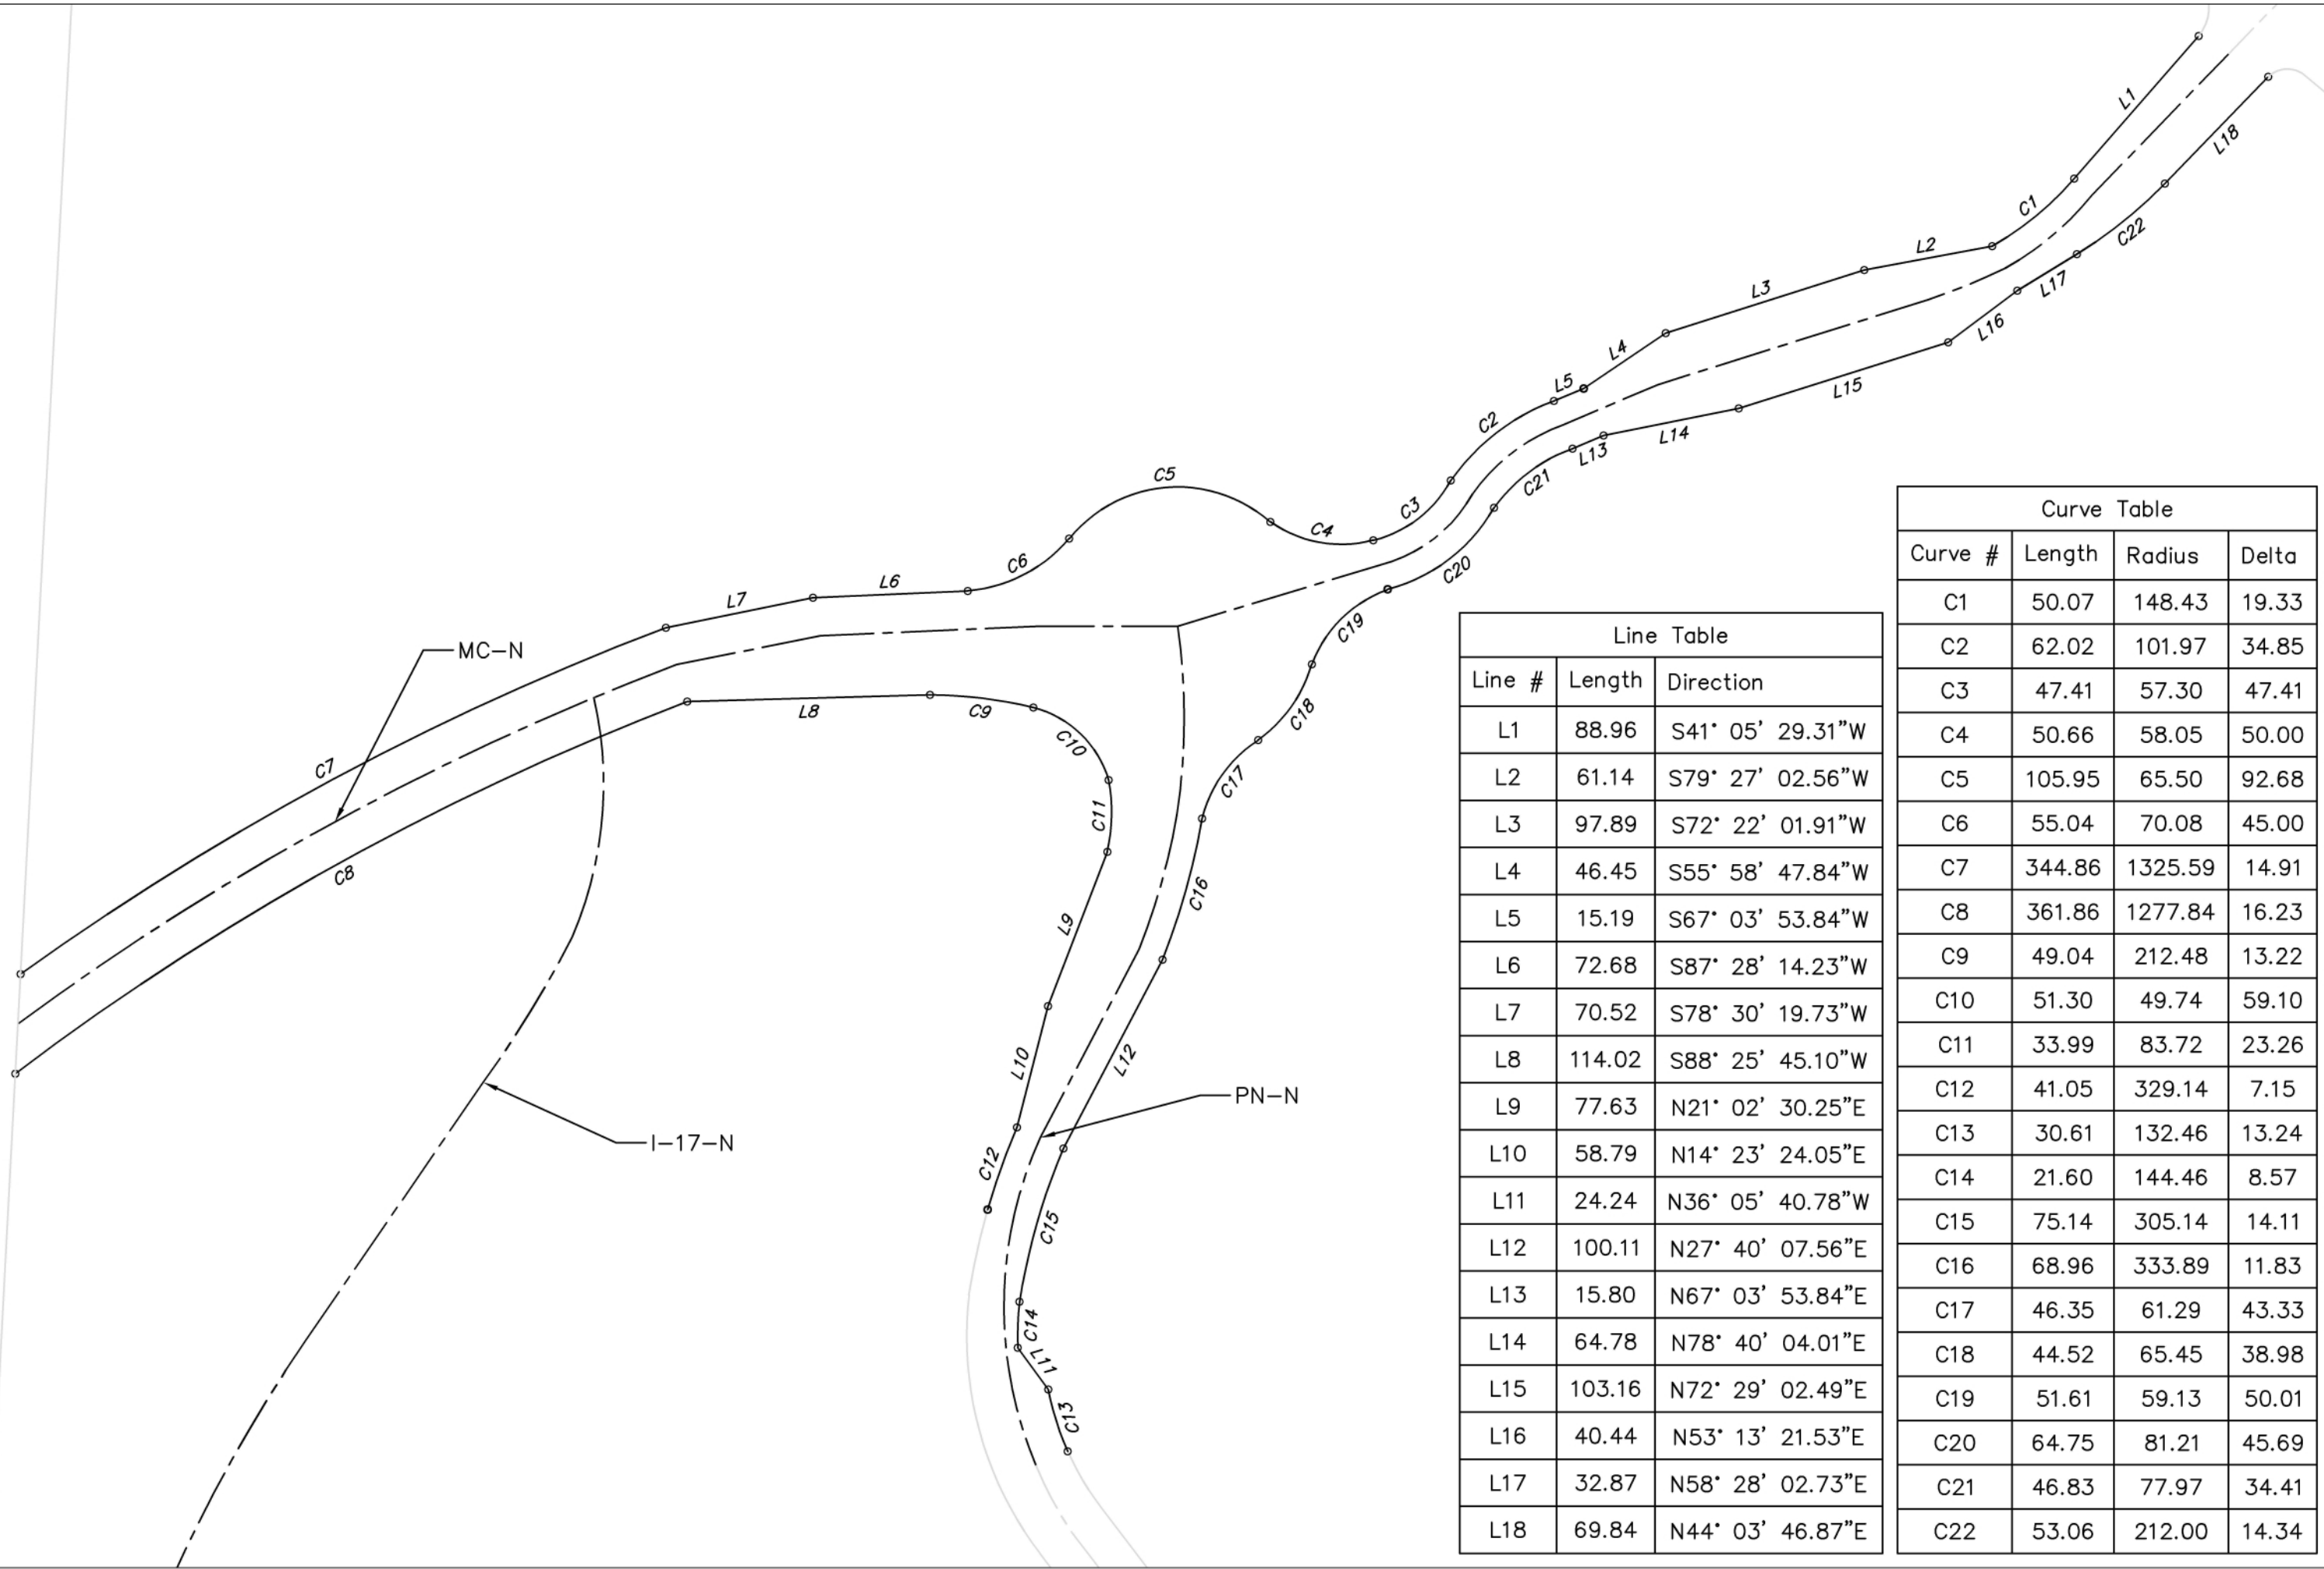 L1
L18
C1
C22
L2
L17
L3
L16
L4
L15
L5
C2
L14
L13
C21
C5
C3
C4
C20
C6
L6
L7
C19
MC-N
L8
C9
C10
C18
C7
C17
C11
C8
C16
L9
L10
L12
I-17-N
PN-N
C12
C15
C14
L11
C13
Line Table
Line # Length Direction
L1 88.96 S41° 05' 29.31"W
L2 61.14 S79° 27' 02.56"W
L3 97.89 S72° 22' 01.91"W
L4 46.45 S55° 58' 47.84"W
L5 15.19 S67° 03' 53.84"W
L6 72.68 S87° 28' 14.23"W
L7 70.52 S78° 30' 19.73"W
L8 114.02 S88° 25' 45.10"W
L9 77.63 N21° 02' 30.25"E
L10 58.79 N14° 23' 24.05"E
L11 24.24 N36° 05' 40.78"W
L12 100.11 N27° 40' 07.56"E
L13 15.80 N67° 03' 53.84"E
L14 64.78 N78° 40' 04.01"E
L15 103.16 N72° 29' 02.49"E
L16 40.44 N53° 13' 21.53"E
L17 32.87 N58° 28' 02.73"E
L18 69.84 N44° 03' 46.87"E
Curve Table
Curve # Length Radius Delta
C1 50.07 148.43 19.33
C2 62.02 101.97 34.85
C3 47.41 57.30 47.41
C4 50.66 58.05 50.00
C5 105.95 65.50 92.68
C6 55.04 70.08 45.00
C7 344.86 1325.59 14.91
C8 361.86 1277.84 16.23
C9 49.04 212.48 13.22
C10 51.30 49.74 59.10
C11 33.99 83.72 23.26
C12 41.05 329.14 7.15
C13 30.61 132.46 13.24
C14 21.60 144.46 8.57
C15 75.14 305.14 14.11
C16 68.96 333.89 11.83
C17 46.35 61.29 43.33
C18 44.52 65.45 38.98
C19 51.61 59.13 50.01
C20 64.75 81.21 45.69
C21 46.83 77.97 34.41
C22 53.06 212.00 14.34